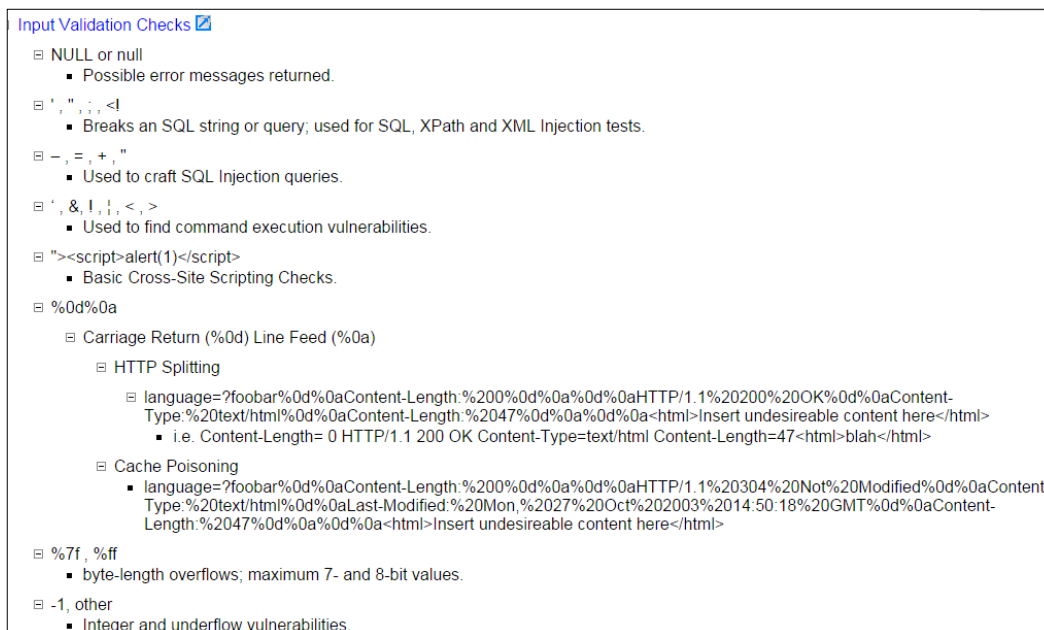 Input Validation Checks
NULL or null
Possible error messages returned.
' , " , ; , <!
Breaks an SQL string or query; used for SQL, XPath and XML Injection tests.
– , = , + , "
Used to craft SQL Injection queries.
‘ , &, ! , ¦ , < , >
Used to find command execution vulnerabilities.
"><script>alert(1)</script>
Basic Cross-Site Scripting Checks.
%0d%0a
Carriage Return (%0d) Line Feed (%0a)
HTTP Splitting
language=?foobar%0d%0aContent-Length:%200%0d%0a%0d%0aHTTP/1.1%20200%20OK%0d%0aContent-
Type:%20text/html%0d%0aContent-Length:%2047%0d%0a%0d%0a<html>Insert undesireable content here</html>
i.e. Content-Length= 0 HTTP/1.1 200 OK Content-Type=text/html Content-Length=47<html>blah</html>
Cache Poisoning
language=?foobar%0d%0aContent-Length:%200%0d%0a%0d%0aHTTP/1.1%20304%20Not%20Modified%0d%0aContent
Type:%20text/html%0d%0aLast-Modified:%20Mon,%2027%20Oct%202003%2014:50:18%20GMT%0d%0aContent-
Length:%2047%0d%0a%0d%0a<html>Insert undesireable content here</html>
%7f , %ff
byte-length overflows; maximum 7- and 8-bit values.
-1, other
Integer and underflow vulnerabilities.